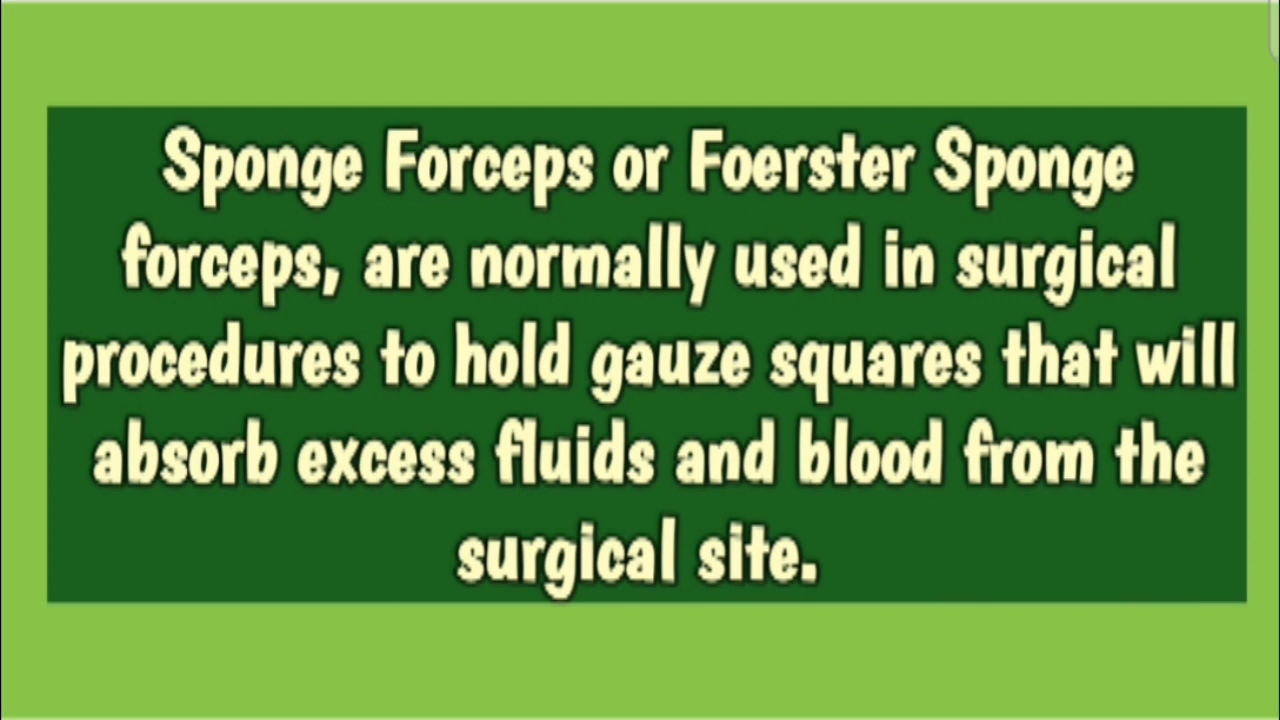 Sponge Forceps or Foerster Sponge
forceps, are normally used in surgical
procedures to hold gauze squares that will
absorb excess fluids and blood from the
surgical site.